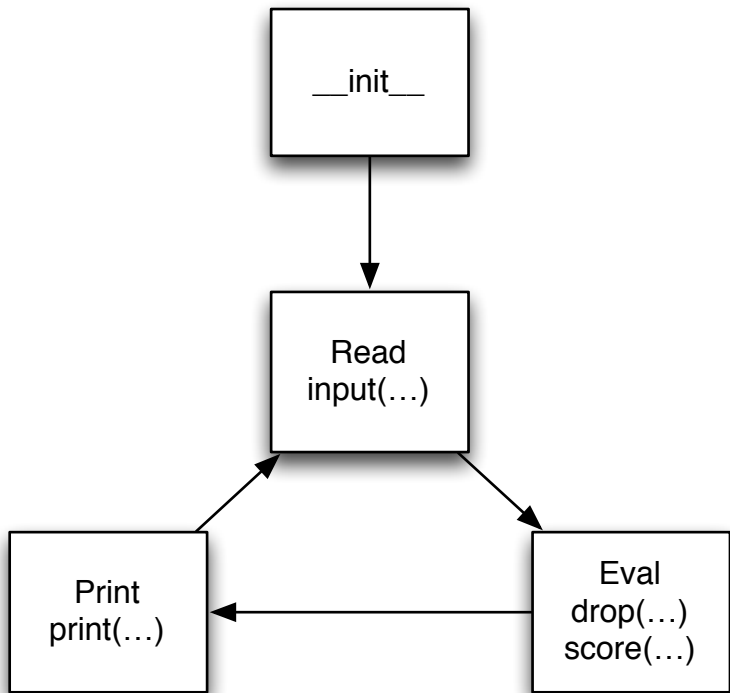 __init__
Read
input(…)
Print
print(…)
Eval
drop(…)
score(…)